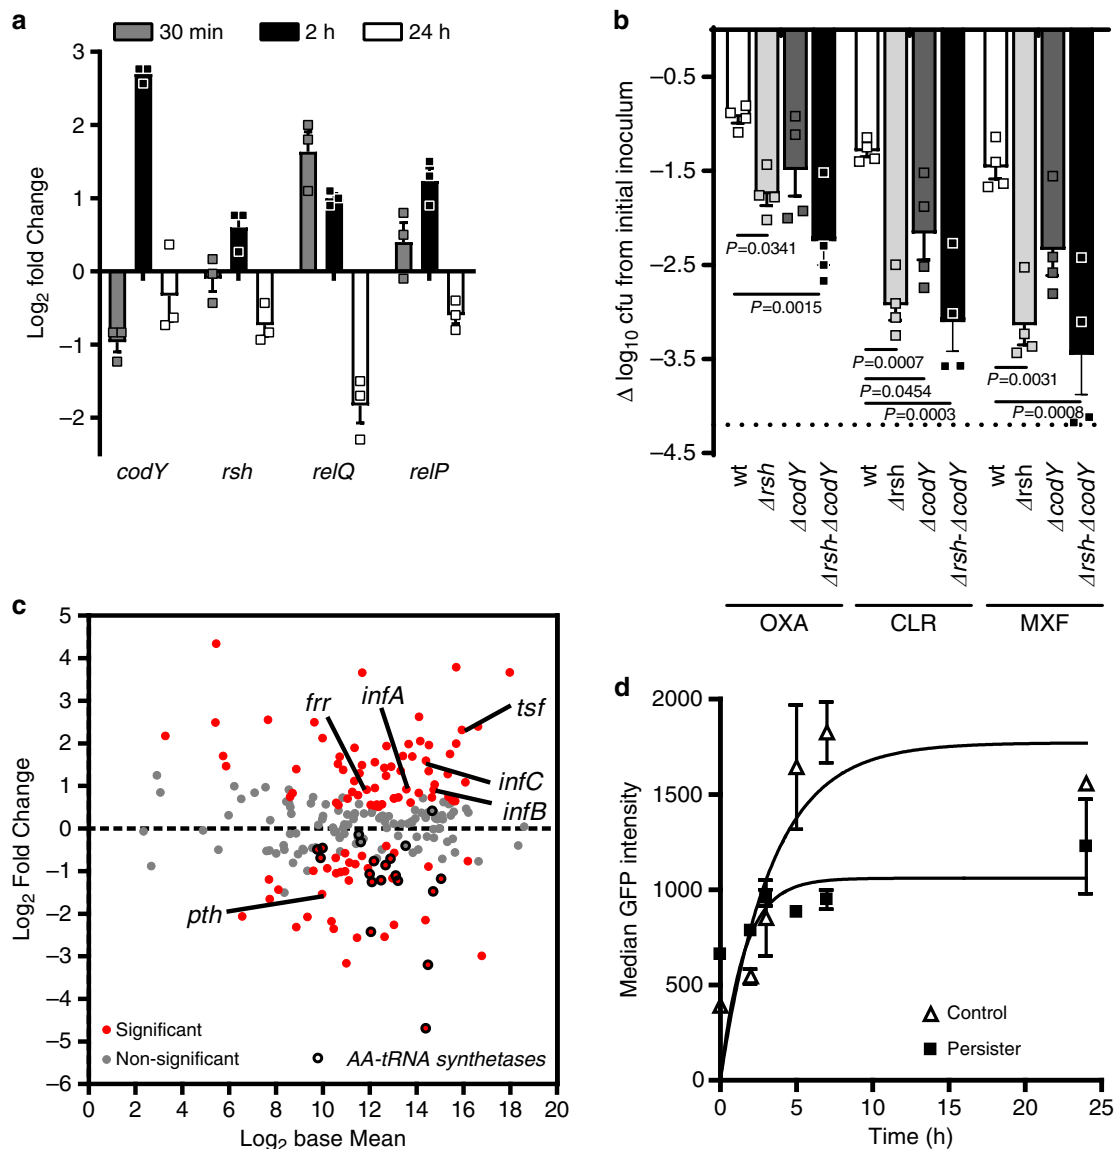 a
30 min
2 h
24 h
Log2 fold Change
3
2
1
0
−1
−2
codY
rsh
relQ
relP
b
Δ log10 cfu from initial inoculum
−0.5
−1.5
−2.5
−3.5
−4.5
P=0.0341
P=0.0015
P=0.0007
P=0.0454
P=0.0003
P=0.0031
P=0.0008
wt
Δrsh
ΔcodY
Δrsh-ΔcodY
wt
Δrsh
ΔcodY
Δrsh-ΔcodY
wt
Δrsh
ΔcodY
Δrsh-ΔcodY
OXA
CLR
MXF
c
Log2 Fold Change
5
4
3
2
1
0
−1
−2
−3
−4
−5
−6
frr
infA
tsf
infC
infB
pth
Significant
Non-significant
AA-tRNA synthetases
0 2 4 6 8 10 12 14 16 18 20
Log2 base Mean
d
Median GFP intensity
2000
1500
1000
500
0
Control
Persister
0 5 10 15 20 25
Time (h)